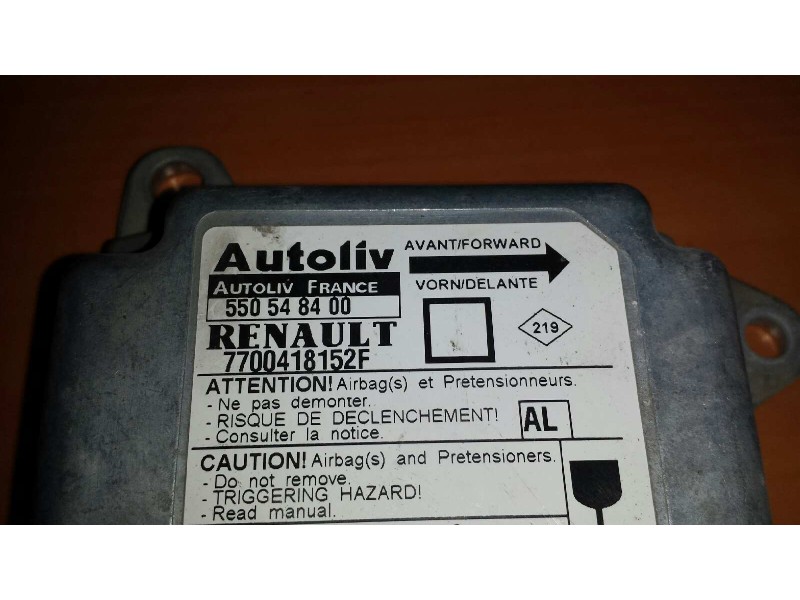 Autoliv
AVANT/FORWARD
AUTOLIV FRANCE
VORN/DELANTE
550 54 84 00
RENAULT
219
7700418152F
ATTENTION! Airbag(s) et Pretensionneurs.
- Ne pas demonter.
- RISQUE DE DECLENCHEMENT!
AL
- Consulter la notice.
CAUTION! Airbag(s) and Pretensioners.
- Do not remove.
- TRIGGERING HAZARD!
- Read manual.